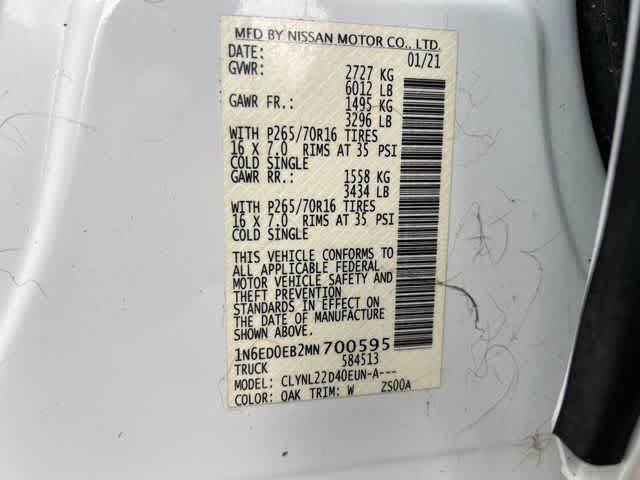 MFD BY NISSAN MOTOR CO., LTD.
DATE: 01/21
GVWR: 2727 KG
6012 LB
GAWR FR.: 1495 KG
3296 LB
WITH P265/70R16 TIRES
16 X 7.0 RIMS AT 35 PSI
COLD SINGLE
GAWR RR.: 1558 KG
3434 LB
WITH P265/70R16 TIRES
16 X 7.0 RIMS AT 35 PSI
COLD SINGLE
THIS VEHICLE CONFORMS TO
ALL APPLICABLE FEDERAL
MOTOR VEHICLE SAFETY AND
THEFT PREVENTION
STANDARDS IN EFFECT ON
THE DATE OF MANUFACTURE
SHOWN ABOVE.
1N6ED0EB2MN700595
TRUCK 584513
MODEL: CLYNL22D40EUN-A---
COLOR: OAK TRIM: W ZS00A